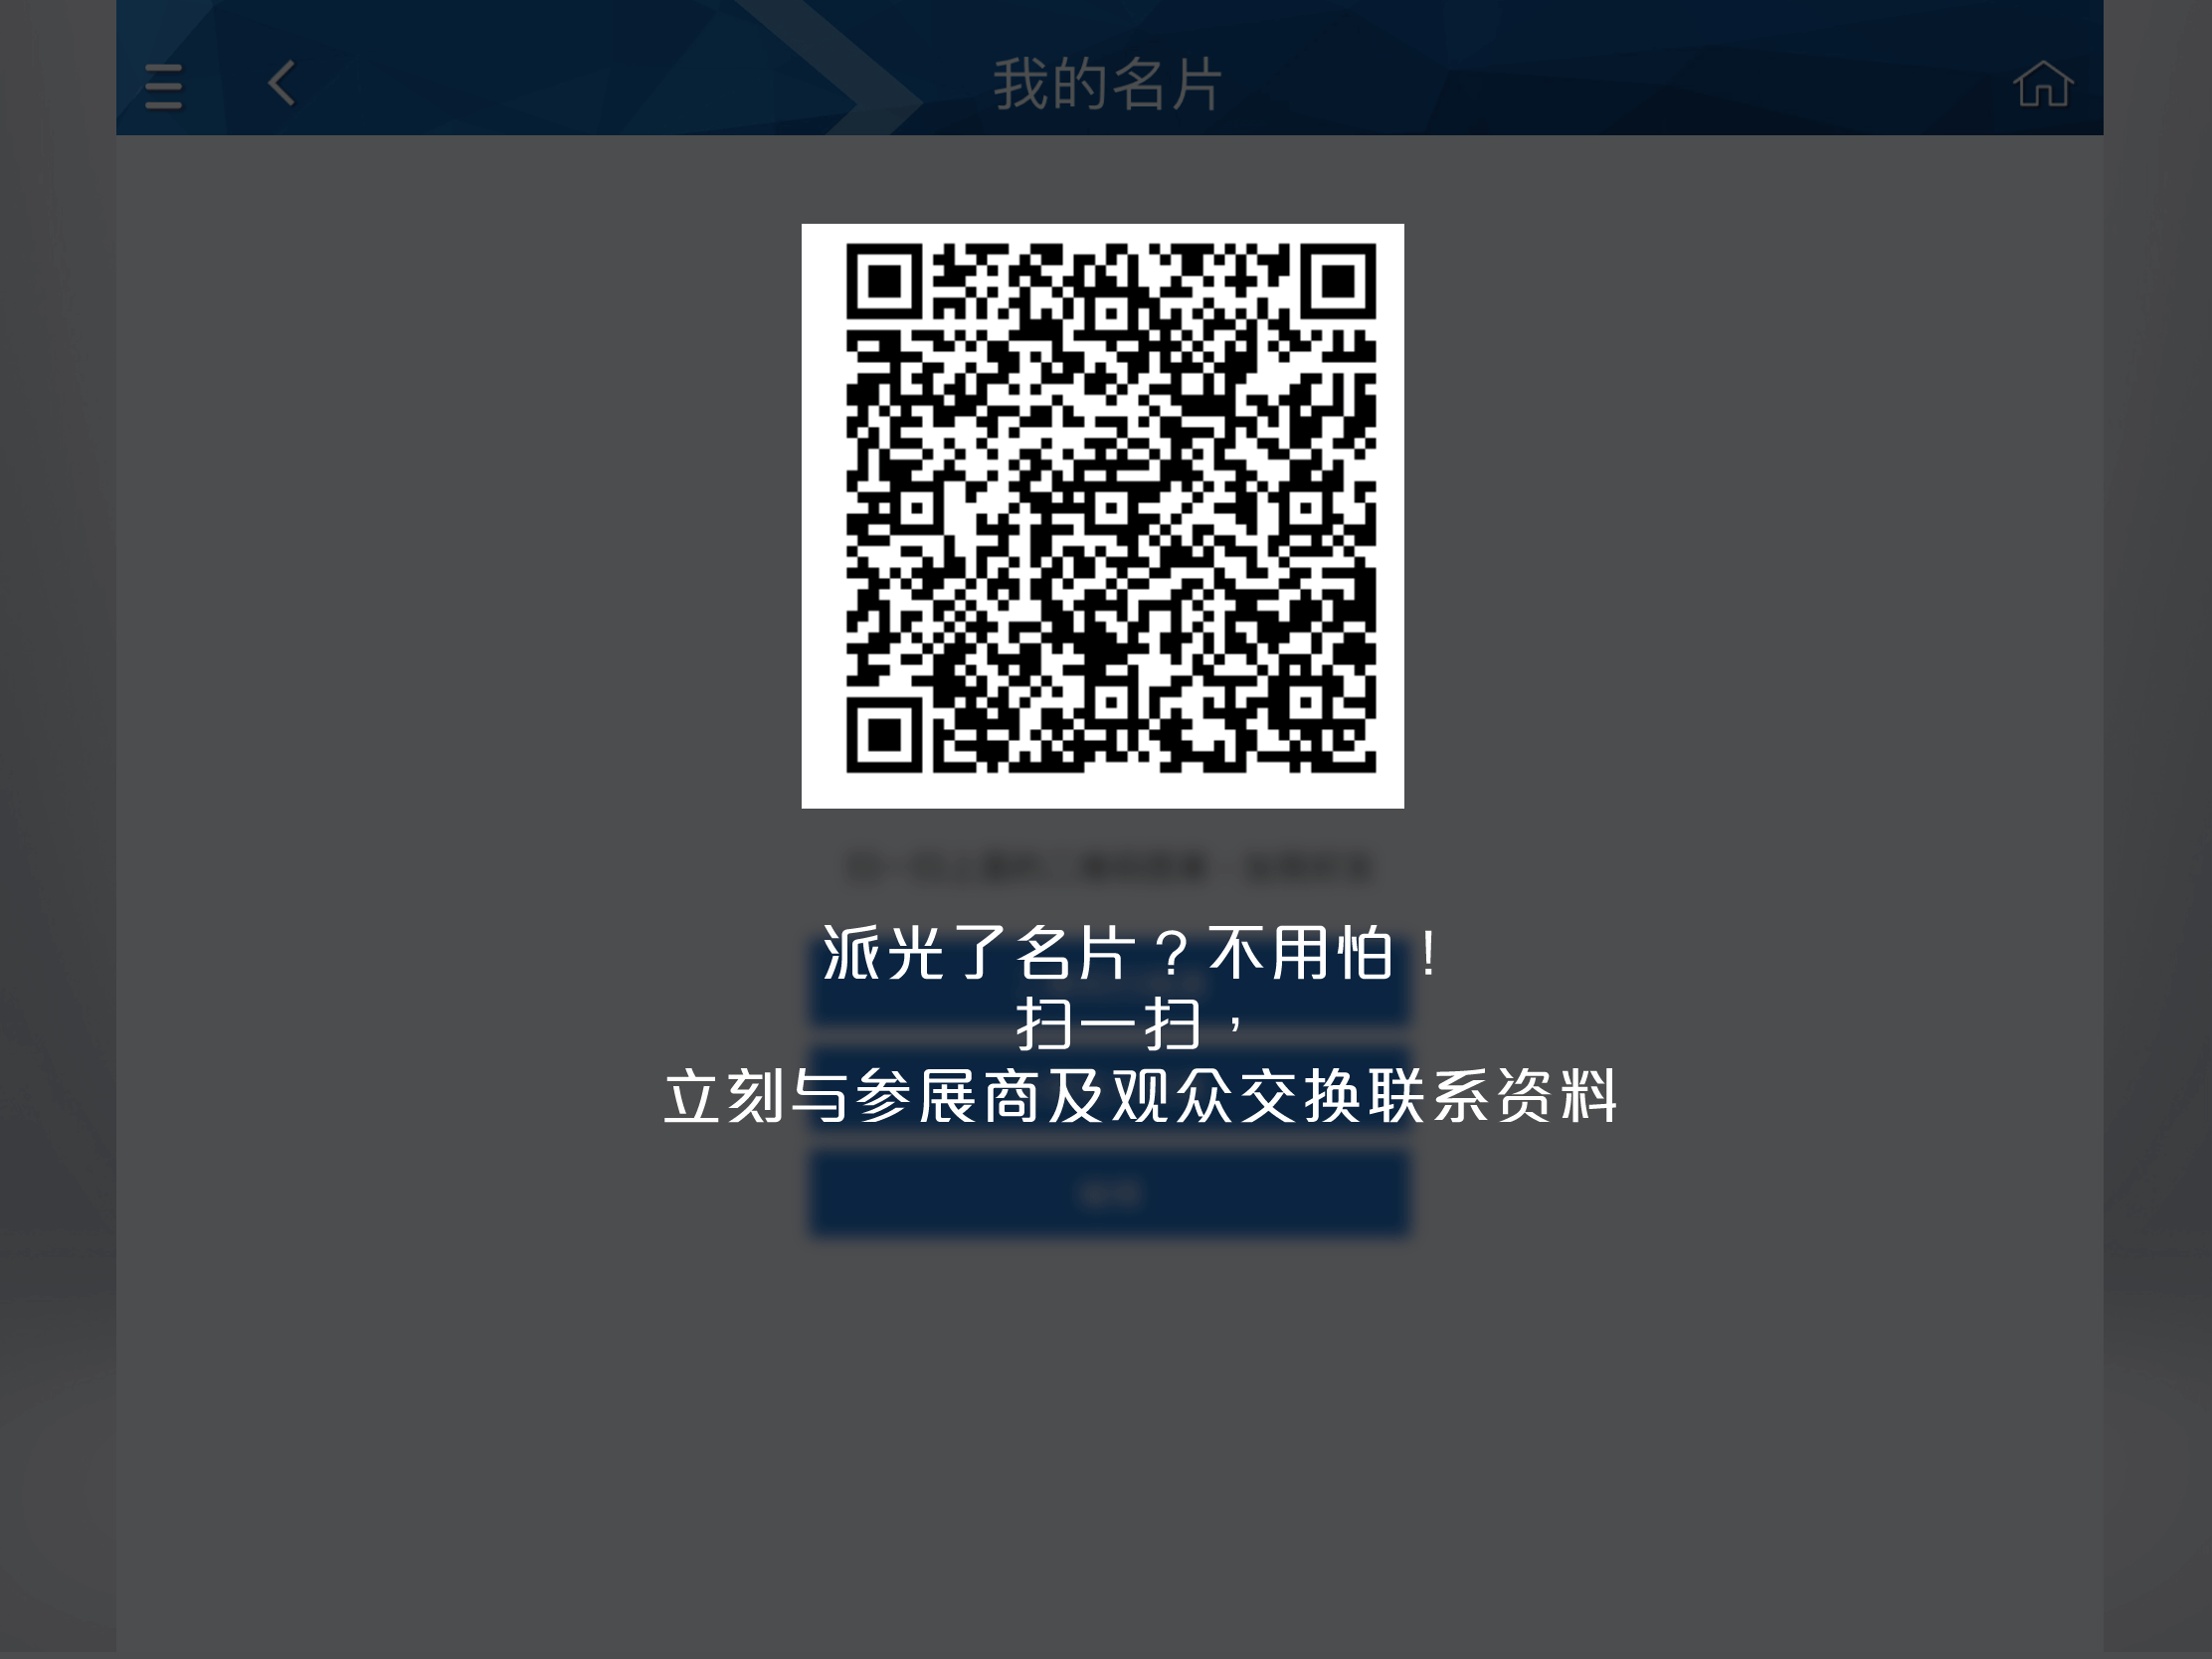 我的名片
派光了名片？不用怕！
扫一扫，
立刻与参展商及观众交换联系资料